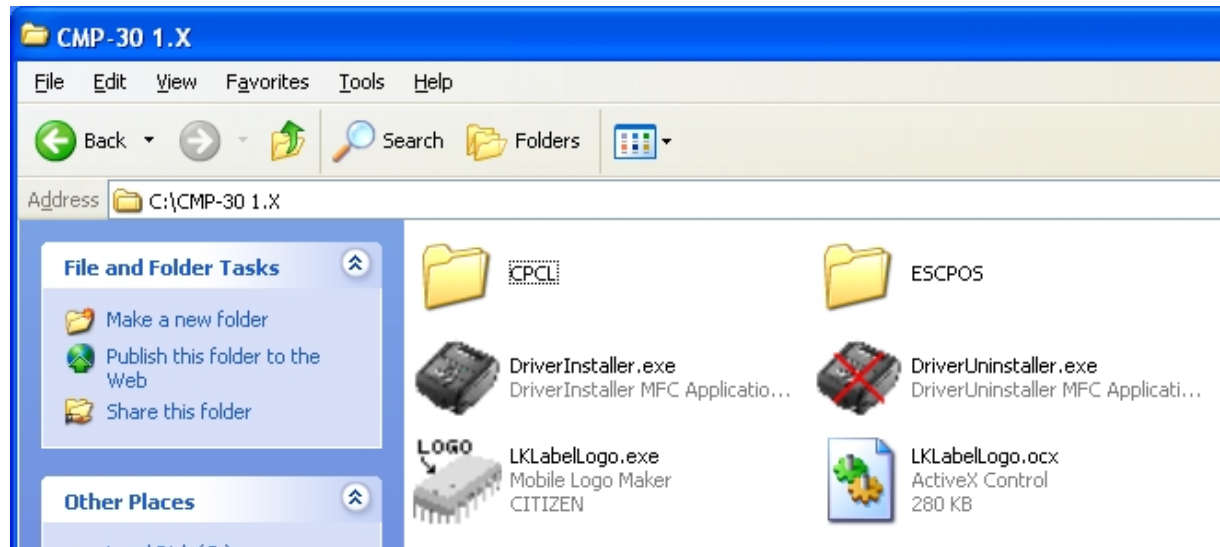 CMP-30 1.X
File Edit View Favorites Tools Help
Back Search Folders
Address C:\CMP-30 1.X
File and Folder Tasks
Make a new folder
Publish this folder to the
Web
Share this folder
Other Places
CPCL
ESCPOS
DriverInstaller.exe
DriverInstaller MFC Applicatio...
DriverUninstaller.exe
DriverUninstaller MFC Applicati...
LOGO
LKLabelLogo.exe
Mobile Logo Maker
CITIZEN
LKLabelLogo.ocx
ActiveX Control
280 KB